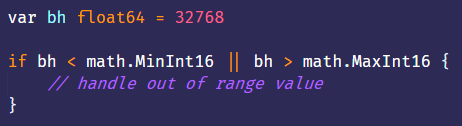 var bh float64 = 32768
if bh < math.MinInt16 || bh > math.MaxInt16 {
// handle out of range value
}